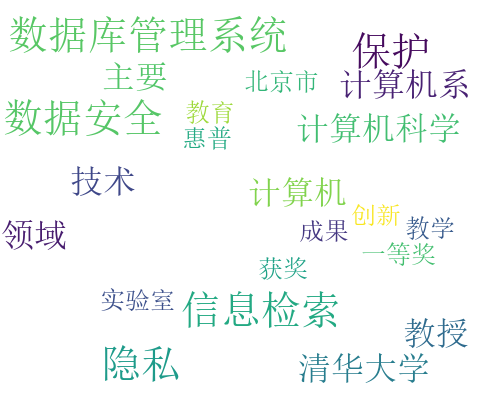 数据库管理系统
保护
主要
北京市
计算机系
数据安全
教育
惠普
计算机科学
技术
计算机
创新
领域
成果
教学
一等奖
获奖
实验室
信息检索
教授
隐私
清华大学